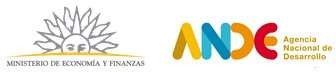 MINISTERIO DE ECONOMÍA Y FINANZAS
ANDE
Agencia
Nacional de
Desarrollo